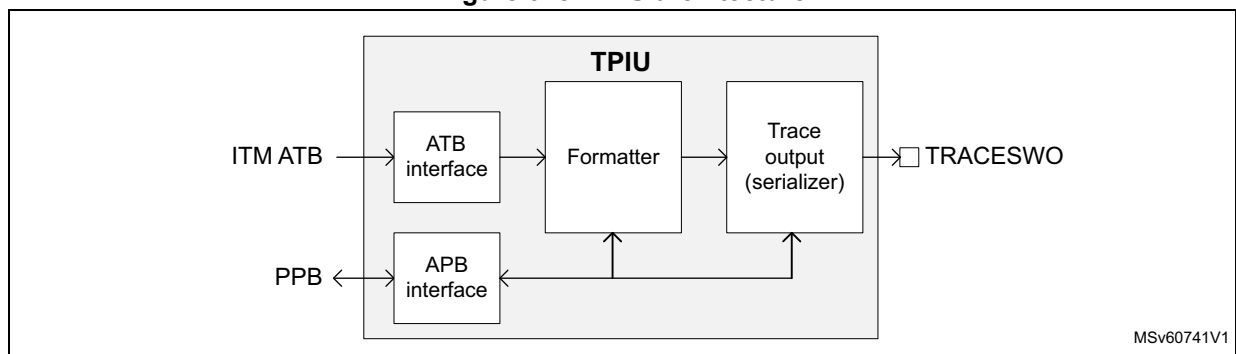 TPIU
ITM ATB
ATB
interface
Formatter
Trace
output
(serializer)
TRACESWO
PPB
APB
interface
MSv60741V1